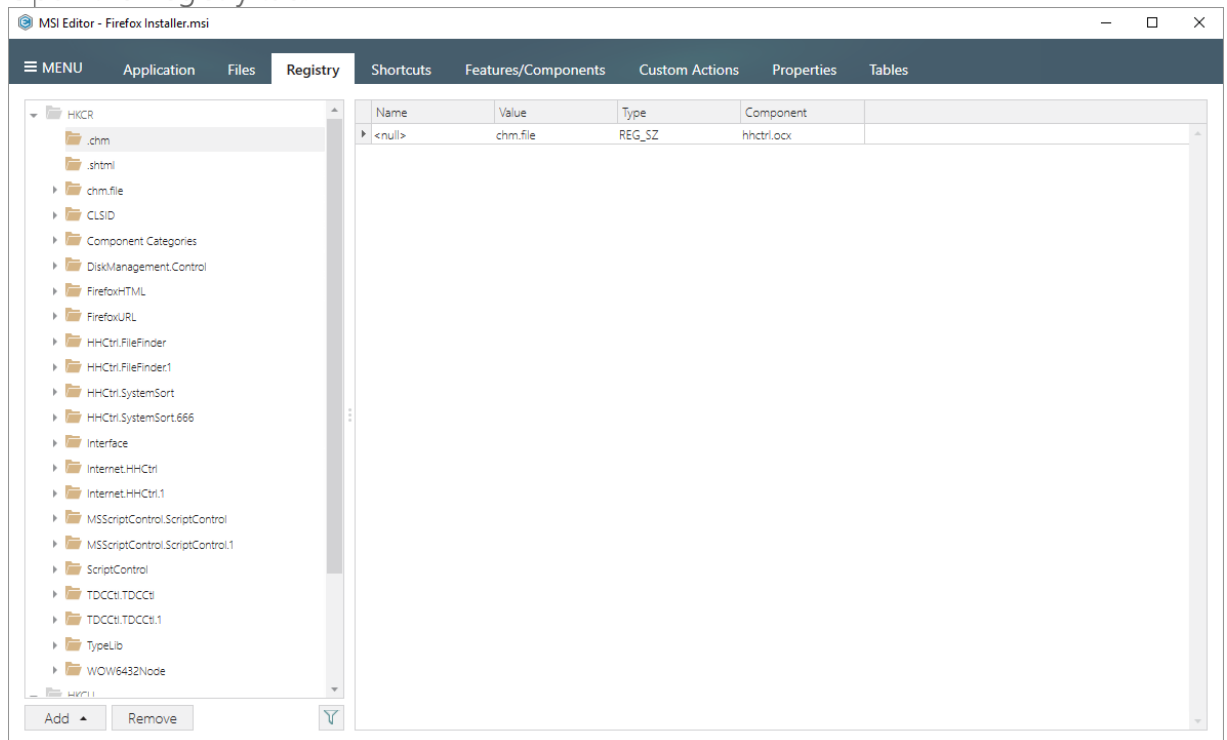 MSI Editor - Firefox Installer.msi
MENU Application Files Registry Shortcuts Features/Components Custom Actions Properties Tables
HKCR
.chm
.shtml
chm.file
CLSID
Component Categories
DiskManagement.Control
FirefoxHTML
FirefoxURL
HHCtrl.FileFinder
HHCtrl.FileFinder.1
HHCtrl.SystemSort
HHCtrl.SystemSort.666
Interface
Internet.HHCtrl
Internet.HHCtrl.1
MSScriptControl.ScriptControl
MSScriptControl.ScriptControl.1
ScriptControl
TDCCtl.TDCCtl
TDCCtl.TDCCtl.1
TypeLib
WOW6432Node
HKCU
Add Remove
Name Value Type Component
<null> chm.file REG_SZ hhctrl.ocx